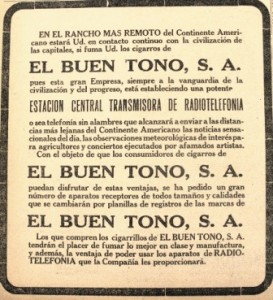 EN EL RANCHO MAS REMOTO del Continente Ameri-
cano estará Ud. en contacto continuo con la civilización de
las capitales, si fuma Ud. los cigarros de
EL BUEN TONO, S. A.
pues esta gran Empresa, siempre a la vanguardia de la
civilización y del progreso, está estableciendo una potente
ESTACION CENTRAL TRANSMISORA DE RADIOTELEFONIA
o sea telefonía sin alambres que alcanzará a enviar a las distan-
cias más lejanas del Continente Americano las noticias sensa-
cionales del día, las observaciones meteorológicas de interés pa-
ra agricultores y conciertos ejecutados por afamados artistas.
Con el objeto de que los consumidores de cigarros de
EL BUEN TONO, S. A.
puedan disfrutar de estas ventajas, se ha pedido un gran
número de aparatos receptores de todos tamaños y calidades
que se cambiarán por planillas de registros de las marcas de
EL BUEN TONO, S. A.
Los que compren los cigarrillos de EL BUEN TONO, S. A.
tendrán el placer de fumar lo mejor en clase y manufactura,
y además, la ventaja de poder usar los aparatos de RADIO-
TELEFONIA que la Compañía les proporcionará.